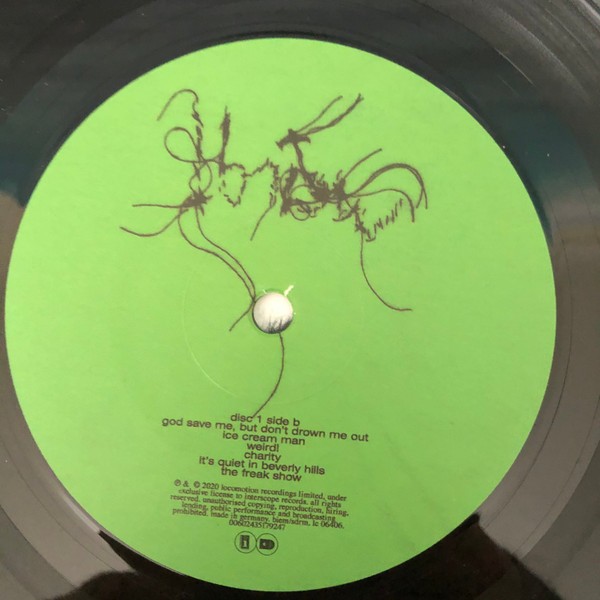 disc 1 side b
god save me, but don't drown me out
ice cream man
weird!
charity
it's quiet in beverly hills
the freak show
℗ & © 2020 locomotion recordings limited, under
exclusive license to interscope records. all rights
reserved. unauthorised copying, reproduction, hiring,
lending, public performance and broadcasting
prohibited. made in germany. biem/sdrm. lc 06406.
00602435179247
i